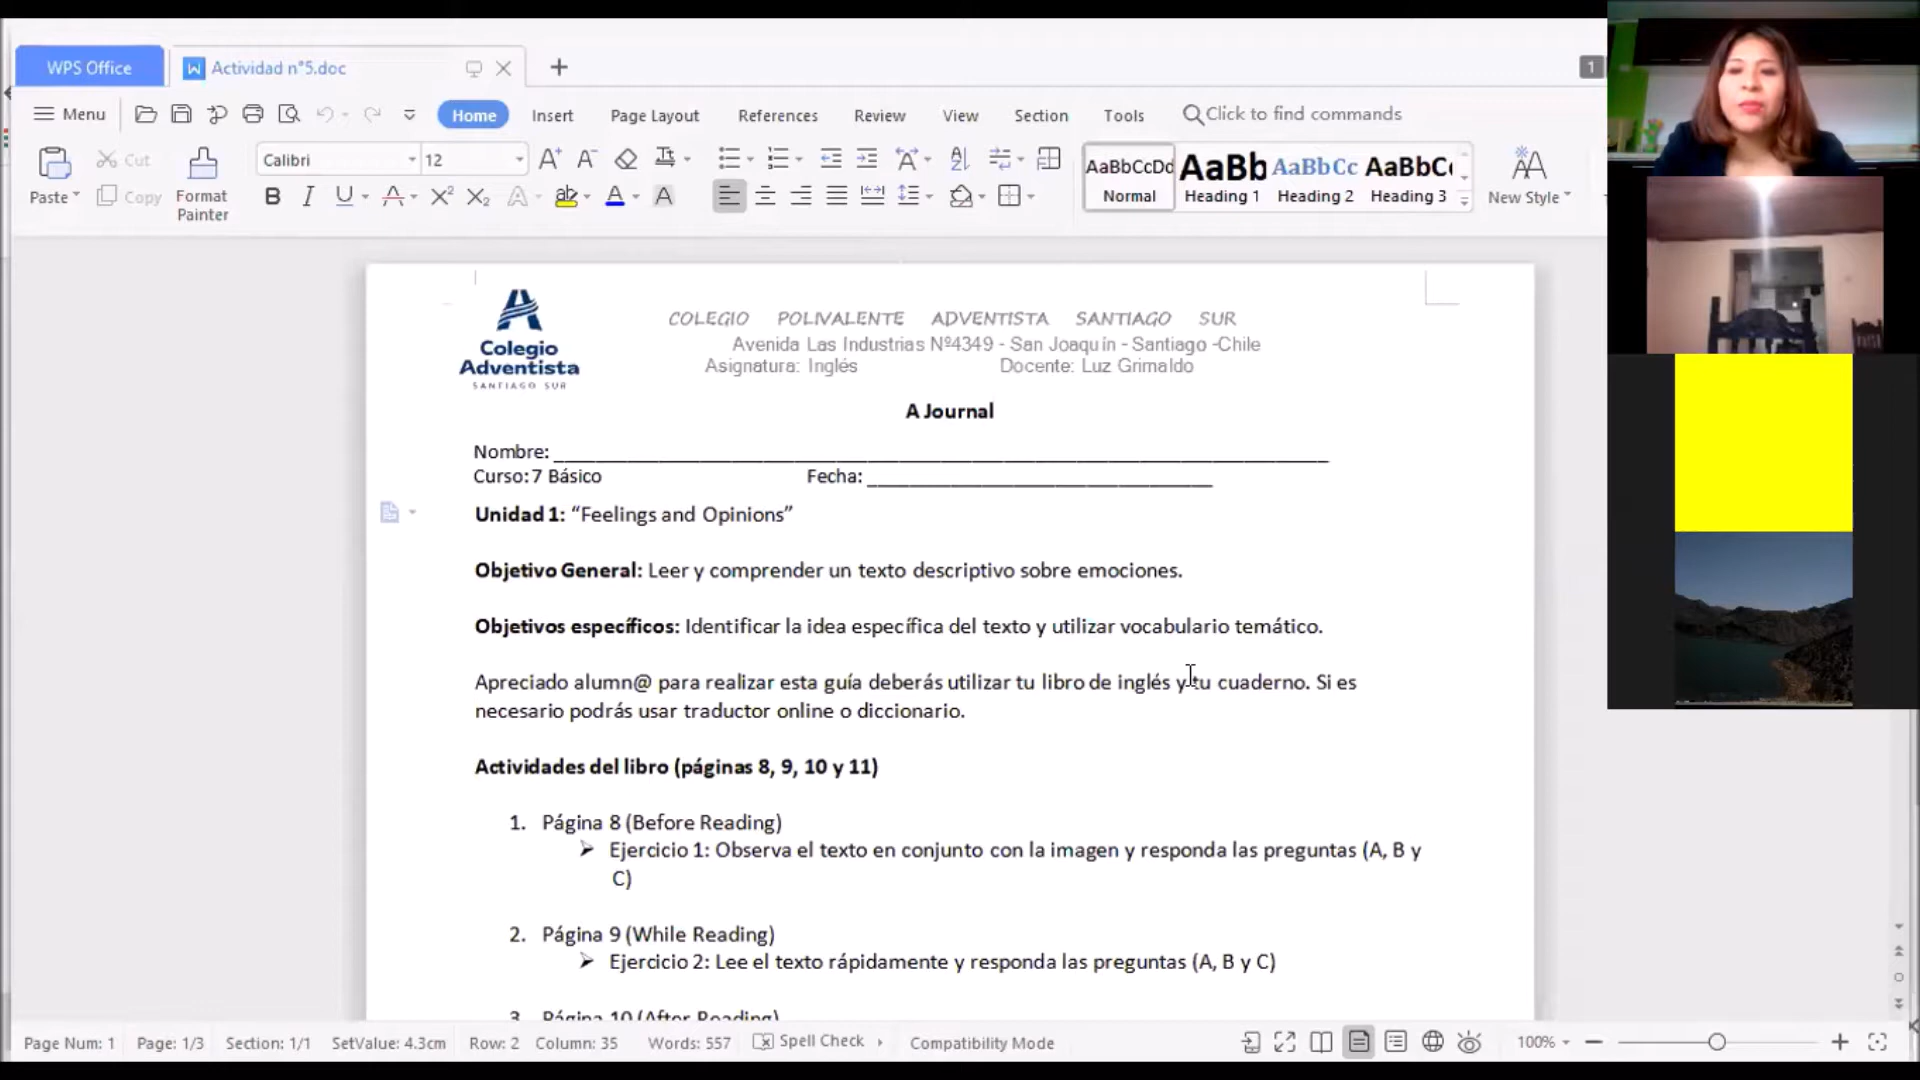 WPS Office
Actividad n°5.doc
1
Menu
Home
Insert
Page Layout
References
Review
View
Section
Tools
Click to find commands
Paste
Cut
Copy
Format
Painter
Calibri
12
AaBbCcDd
Normal
AaBb
Heading 1
AaBbCc
Heading 2
AaBbC
Heading 3
New Style
Colegio
Adventista
SANTIAGO SUR
COLEGIO POLIVALENTE ADVENTISTA SANTIAGO SUR
Avenida Las Industrias Nº4349 - San Joaquín - Santiago -Chile
Asignatura: Inglés Docente: Luz Grimaldo
A Journal
Nombre:
Curso: 7 Básico Fecha:
Unidad 1: “Feelings and Opinions”
Objetivo General: Leer y comprender un texto descriptivo sobre emociones.
Objetivos específicos: Identificar la idea específica del texto y utilizar vocabulario temático.
Apreciado alumn@ para realizar esta guía deberás utilizar tu libro de inglés y tu cuaderno. Si es
necesario podrás usar traductor online o diccionario.
Actividades del libro (páginas 8, 9, 10 y 11)
1. Página 8 (Before Reading)
➢ Ejercicio 1: Observa el texto en conjunto con la imagen y responda las preguntas (A, B y
C)
2. Página 9 (While Reading)
➢ Ejercicio 2: Lee el texto rápidamente y responda las preguntas (A, B y C)
3. Página 10 (After Reading)
Page Num: 1 Page: 1/3 Section: 1/1 SetValue: 4.3cm Row: 2 Column: 35 Words: 557 Spell Check Compatibility Mode 100%